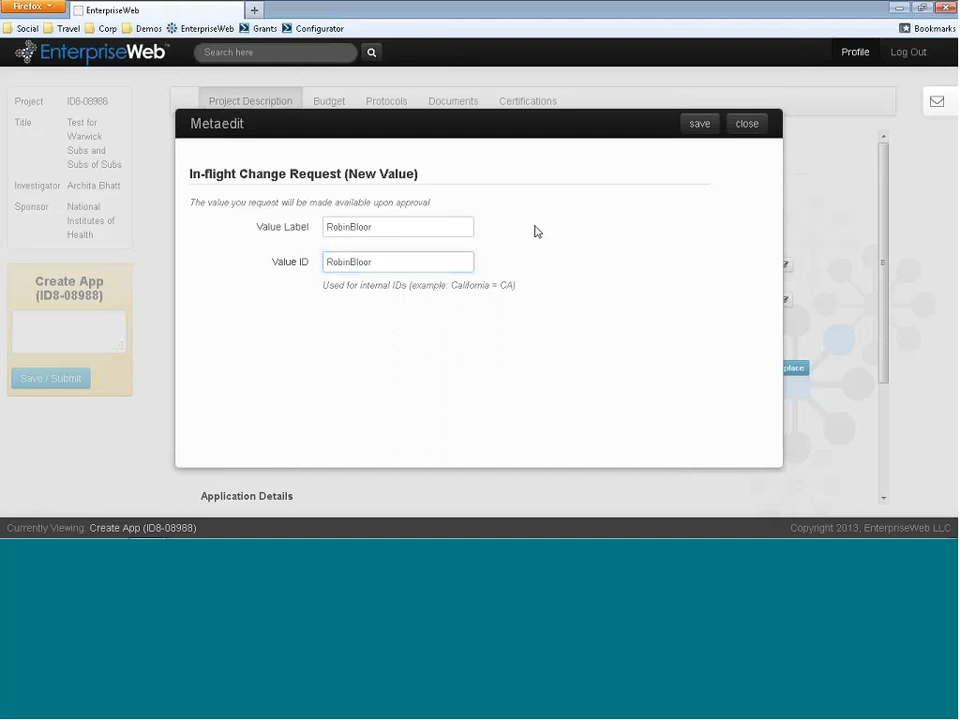 Firefox
EnterpriseWeb
Social Travel Corp Demos EnterpriseWeb Grants Configurator Bookmarks
EnterpriseWeb™ Search here Profile Log Out
Project ID8-08988
Title Test for
Warwick
Subs and
Subs of Subs
Investigator Archita Bhatt
Sponsor National
Institutes of
Health
Create App
(ID8-08988)
Save / Submit
Project Description Budget Protocols Documents Certifications
Metaedit save close
In-flight Change Request (New Value)
The value you request will be made available upon approval
Value Label RobinBloor
Value ID RobinBloor
Used for internal IDs (example: California = CA)
place
Application Details
Currently Viewing Create App (ID8-08988) Copyright 2013, EnterpriseWeb LLC